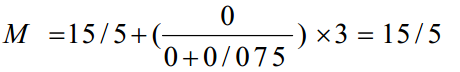 M = 15/5 + (0 / (0 + 0/075)) × 3 = 15/5